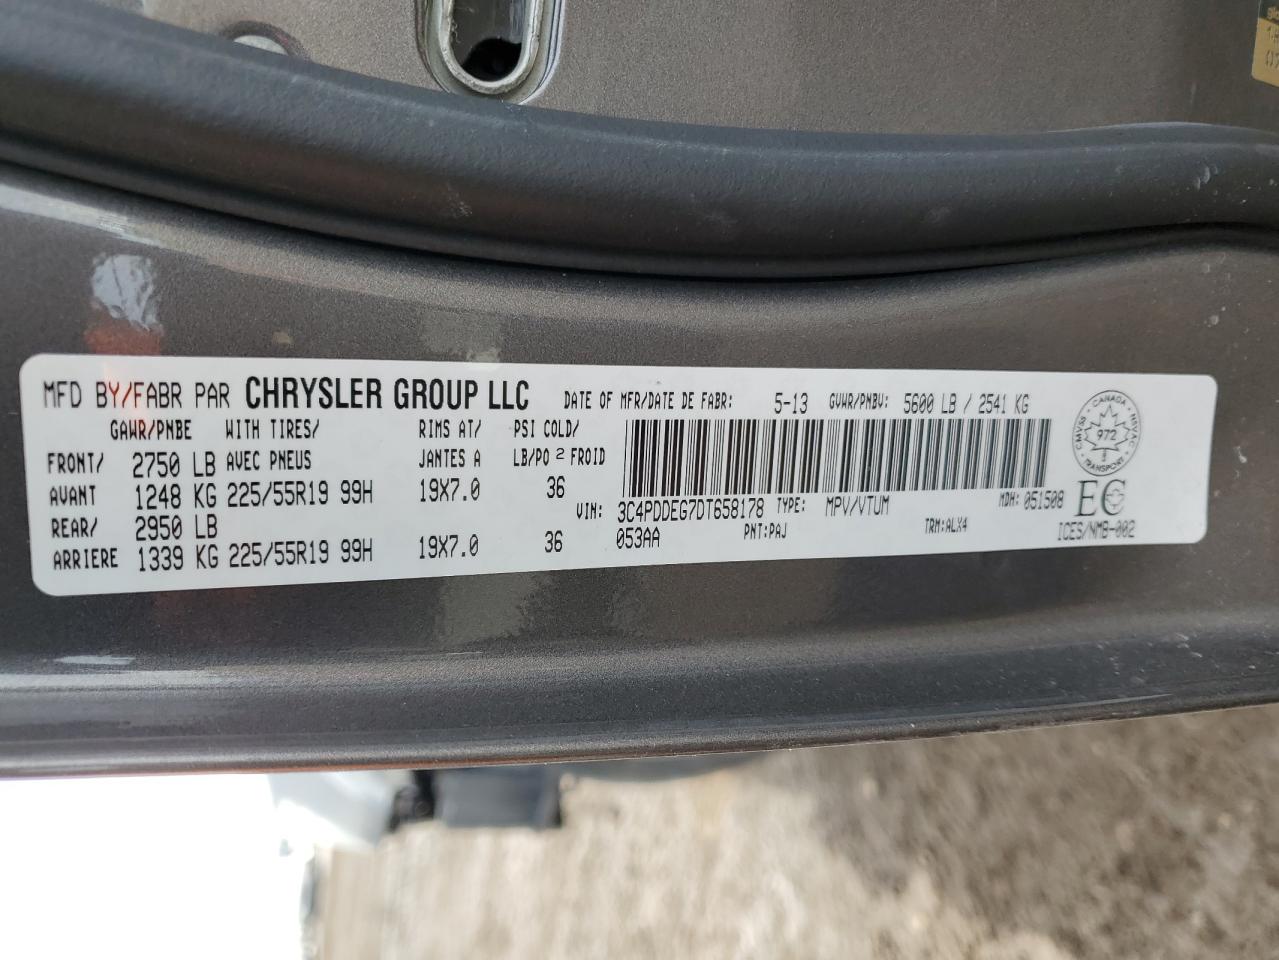 MFD BY/FABR PAR CHRYSLER GROUP LLC DATE OF MFR/DATE DE FABR: 5-13 GVWR/PNBV: 5600 LB / 2541 KG
GAWR/PNBE WITH TIRES/ RIMS AT/ PSI COLD/
FRONT/ 2750 LB AVEC PNEUS JANTES A LB/PO 2 FROID
AVANT 1248 KG 225/55R19 99H 19X7.0 36
VIN: 3C4PDDEG7DT658178 TYPE: MPV/VTUM MDH: 051508
REAR/ 2950 LB
ARRIERE 1339 KG 225/55R19 99H 19X7.0 36
053AA PNT:PAJ TRM:ALX4 ICES/NMB-002
CANADA
CMVSS NSVAC
972
TRANSPORT
EC